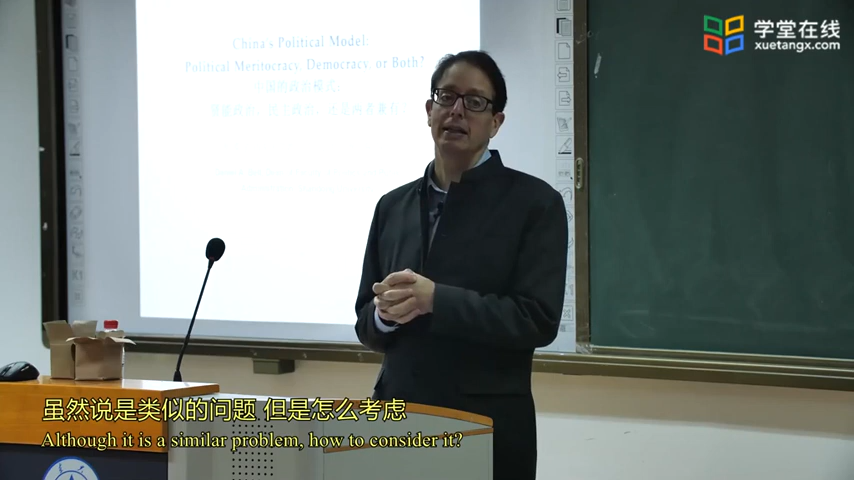 学堂在线
xuetangx.com
China's Political Model:
Political Meritocracy, Democracy, or Both?
中国的政治模式：
虽然说是类似的问题 但是怎么考虑
Although it is a similar problem, how to consider it?